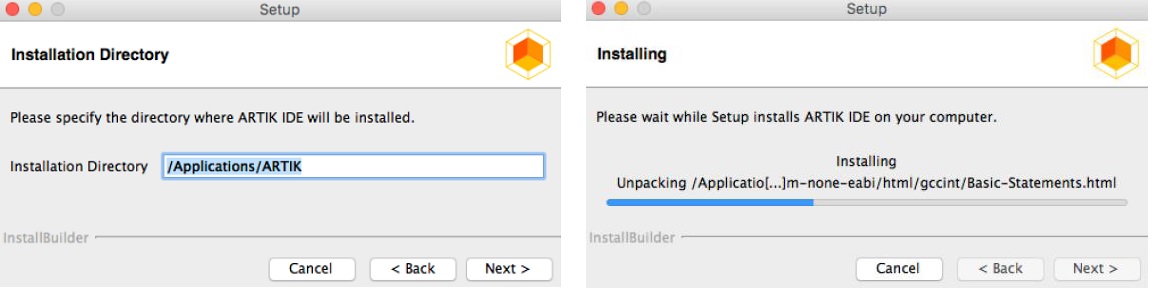 Setup
Installation Directory
Please specify the directory where ARTIK IDE will be installed.
Installation Directory /Applications/ARTIK
InstallBuilder
Cancel < Back Next >
Setup
Installing
Please wait while Setup installs ARTIK IDE on your computer.
Installing
Unpacking /Applicatio[...]m-none-eabi/html/gccint/Basic-Statements.html
InstallBuilder
Cancel < Back Next >